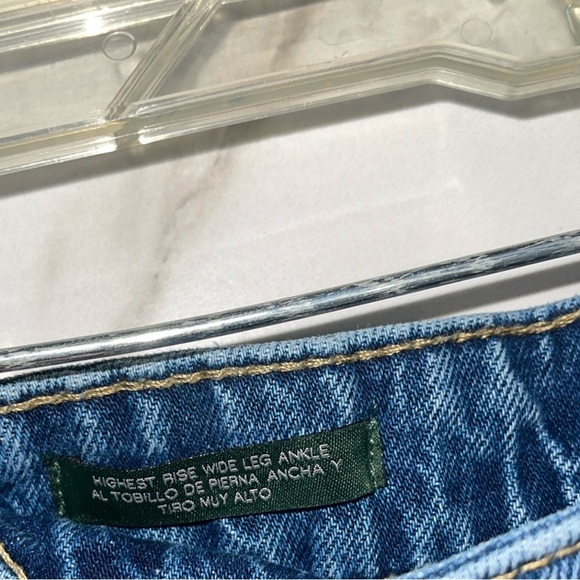 HIGHEST RISE WIDE LEG ANKLE
AL TOBILLO DE PIERNA ANCHA Y
TIRO MUY ALTO